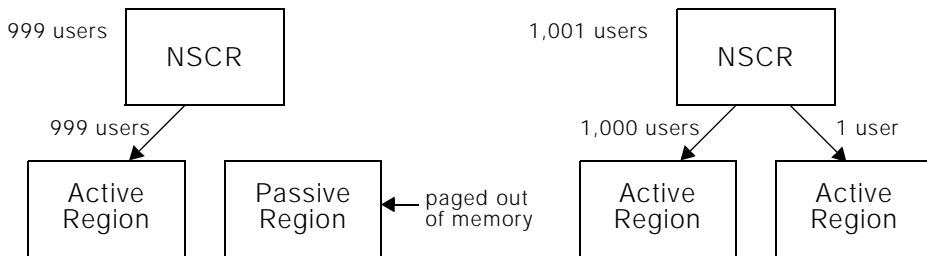 999 users
NSCR
999 users
Active
Region
Passive
Region
paged out
of memory
1,001 users
NSCR
1,000 users
1 user
Active
Region
Active
Region